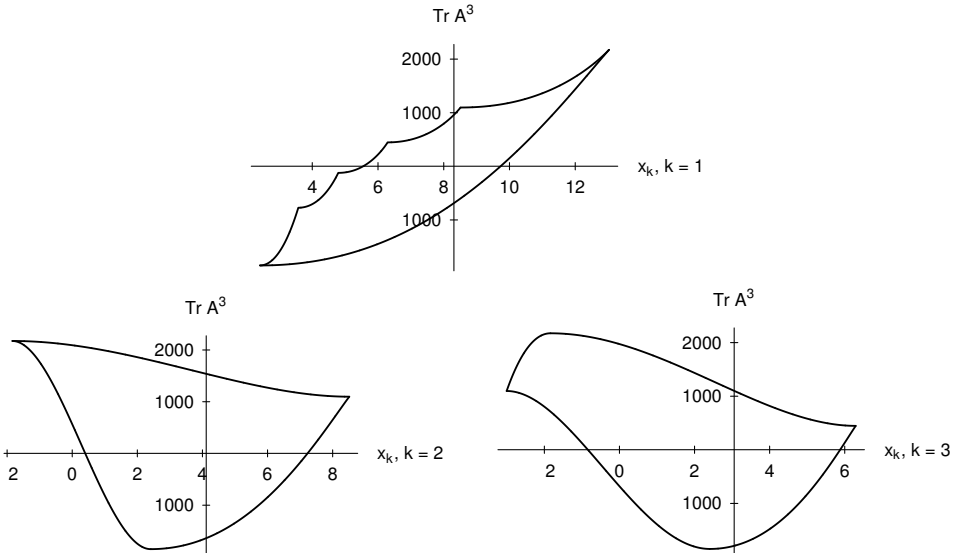 Tr A³
2000
1000
4 6 8 10 12
x_k, k = 1
1000
Tr A³
2000
1000
2 0 2 4 6 8
x_k, k = 2
1000
Tr A³
2000
1000
2 0 2 4 6
x_k, k = 3
1000